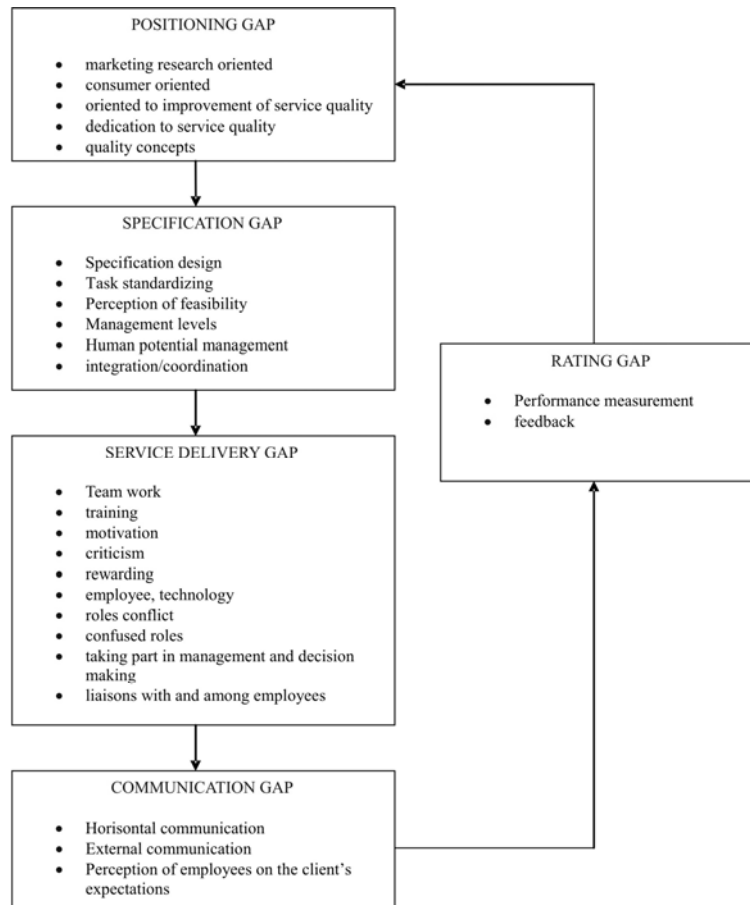 POSITIONING GAP
• marketing research oriented
• consumer oriented
• oriented to improvement of service quality
• dedication to service quality
• quality concepts
SPECIFICATION GAP
• Specification design
• Task standardizing
• Perception of feasibility
• Management levels
• Human potential management
• integration/coordination
SERVICE DELIVERY GAP
• Team work
• training
• motivation
• criticism
• rewarding
• employee, technology
• roles conflict
• confused roles
• taking part in management and decision
making
• liaisons with and among employees
COMMUNICATION GAP
• Horisontal communication
• External communication
• Perception of employees on the client's
expectations
RATING GAP
• Performance measurement
• feedback